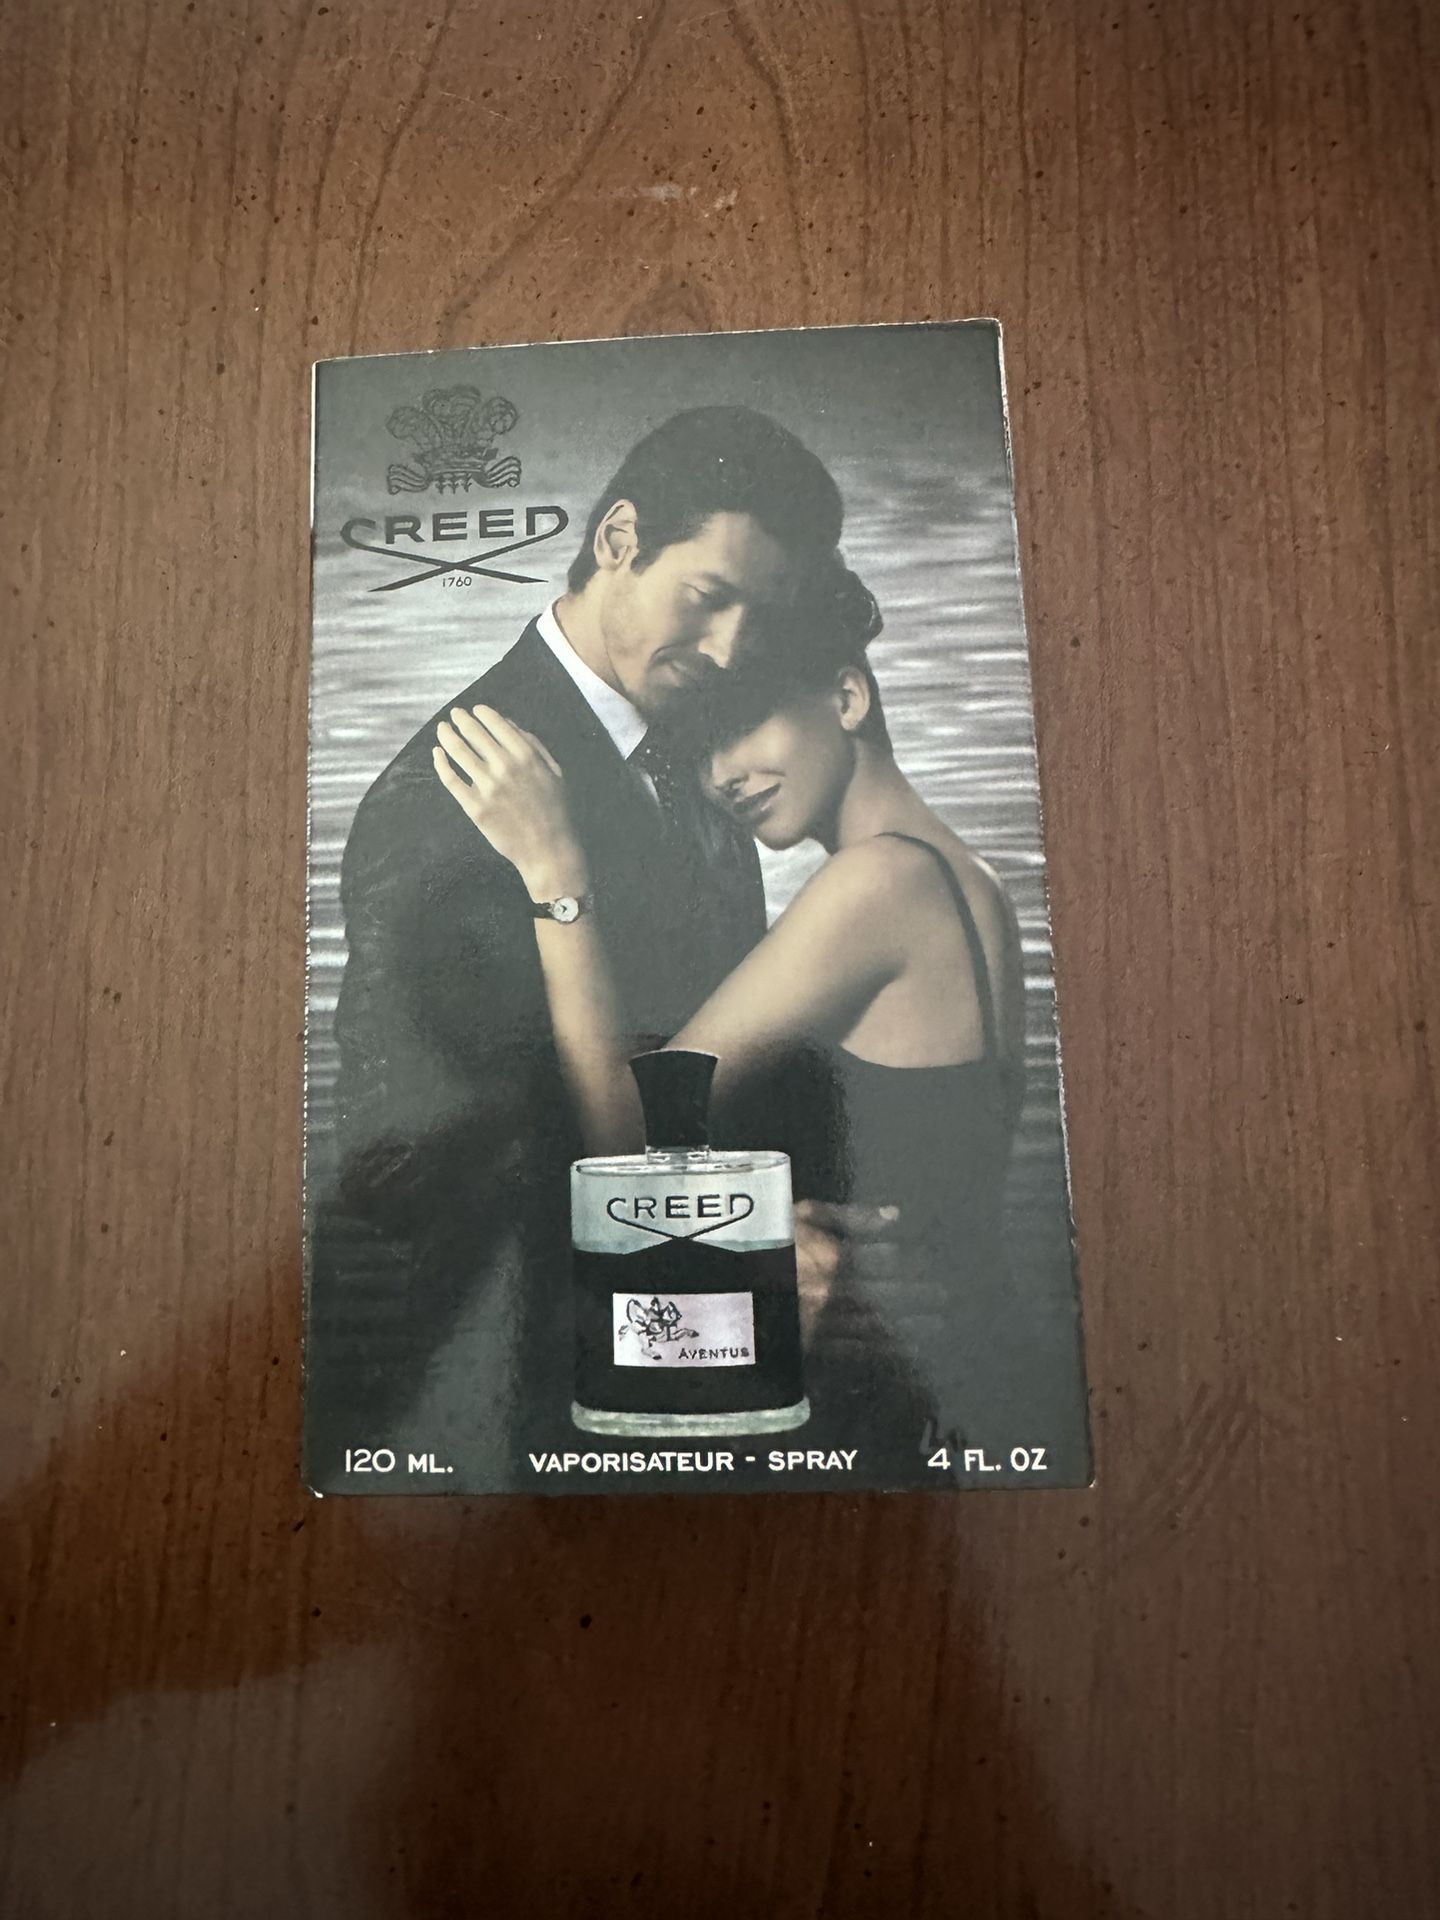 CREED
1760
CREED
AVENTUS
120 ML. VAPORISATEUR - SPRAY 4 FL. OZ